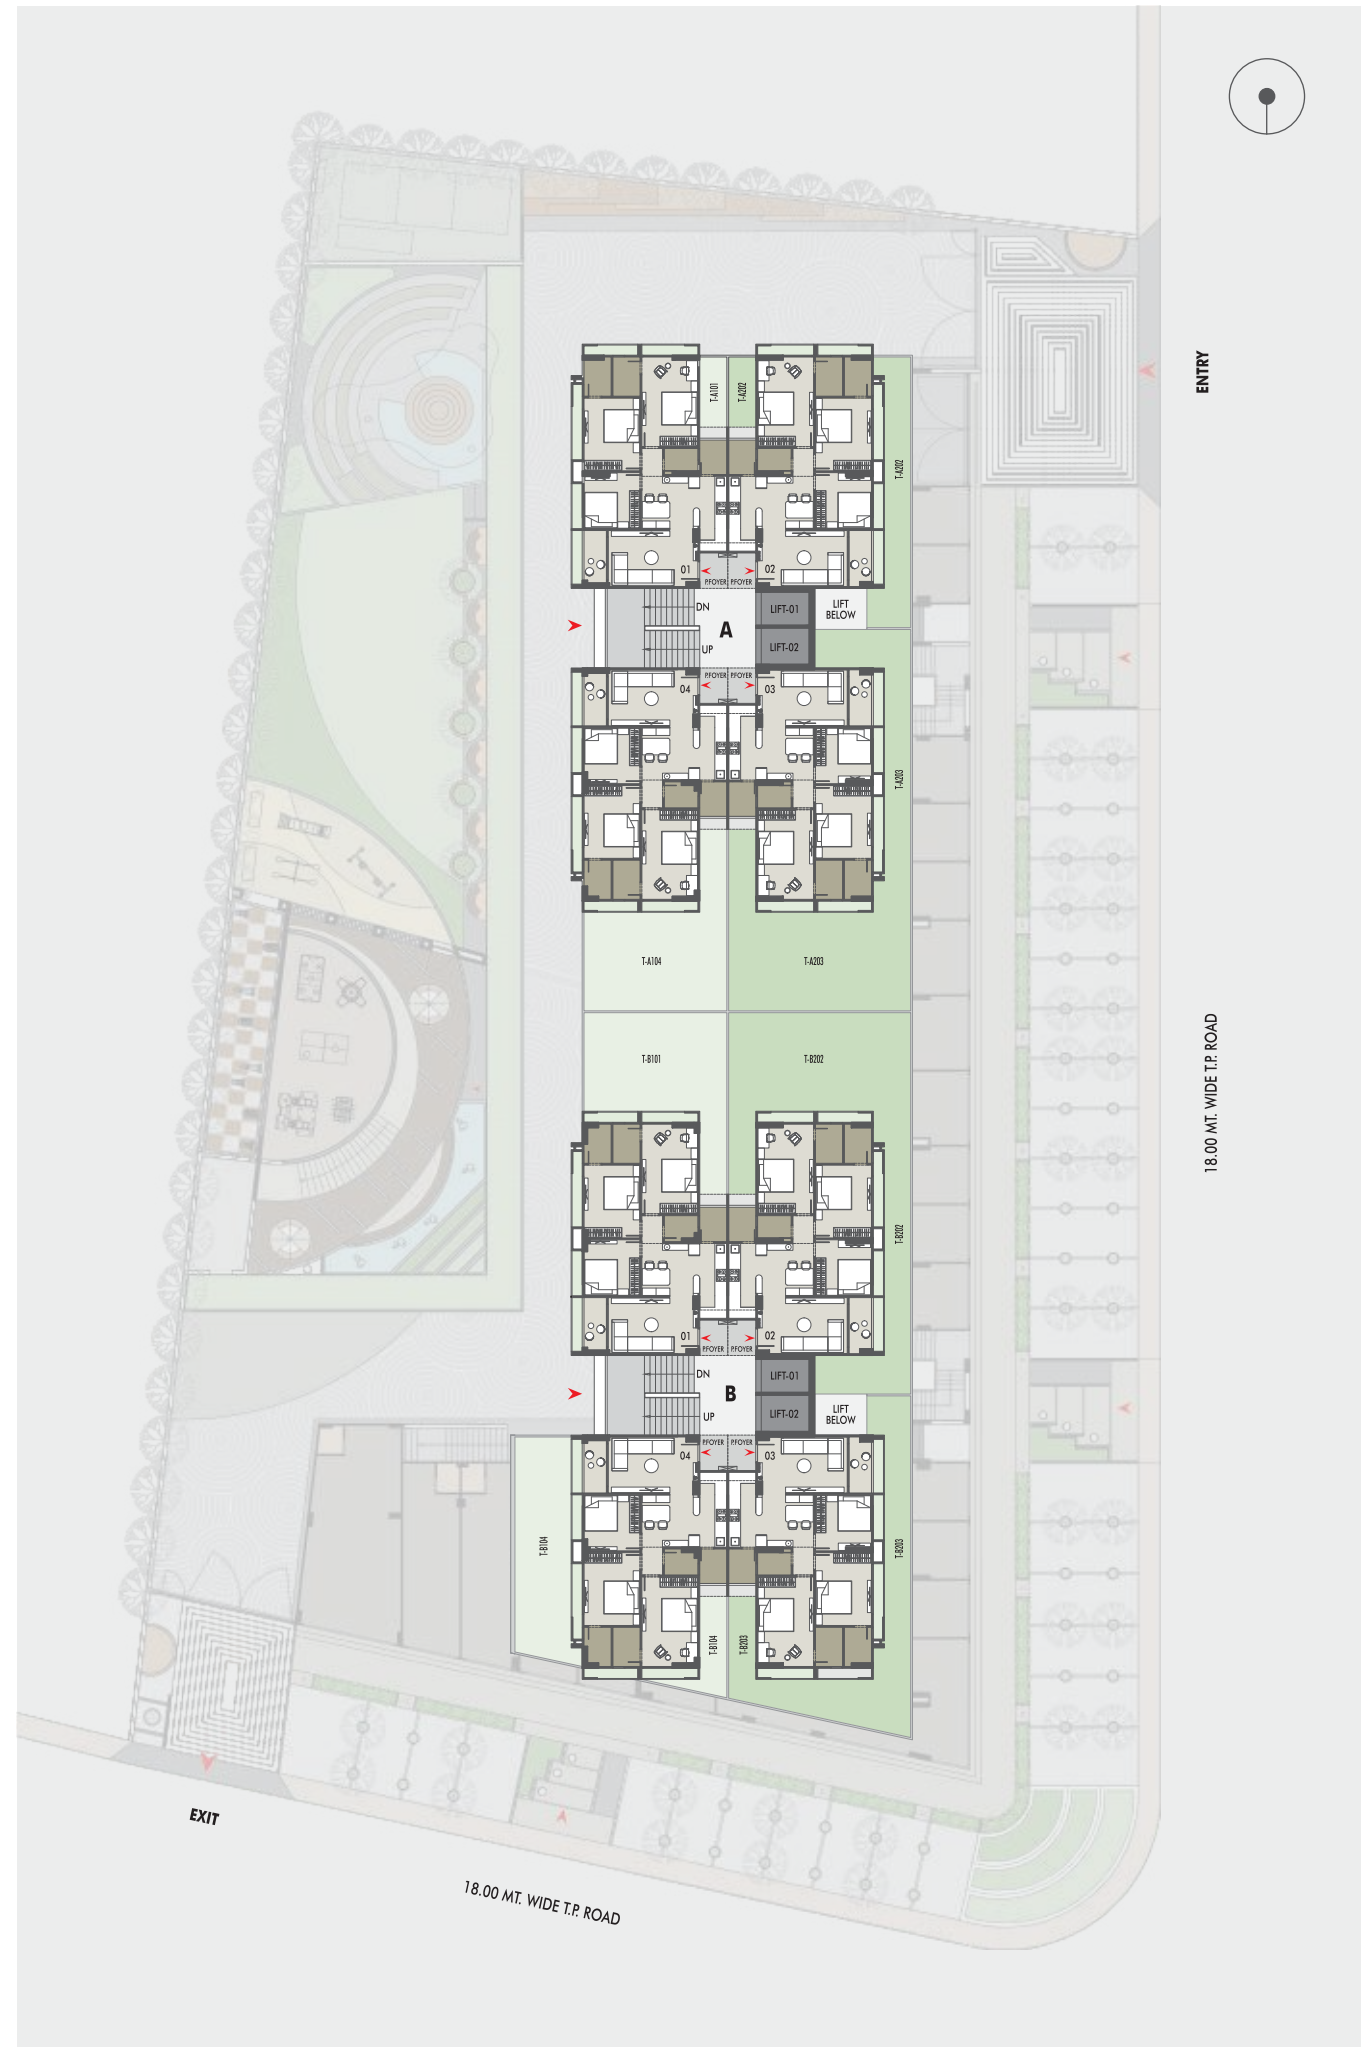 ENTRY
T-A101
T-A202
T-A202
01
02
P.FOYER
P.FOYER
DN
LIFT-01
LIFT
BELOW
A
UP
LIFT-02
P.FOYER
P.FOYER
04
03
T-A203
T-A104
T-A203
T-B101
T-B202
18.00 MT. WIDE T.P. ROAD
T-B202
01
02
P.FOYER
P.FOYER
DN
LIFT-01
B
LIFT
BELOW
UP
LIFT-02
P.FOYER
P.FOYER
04
03
T-B104
T-B203
T-B104
T-B203
EXIT
18.00 MT. WIDE T.P. ROAD